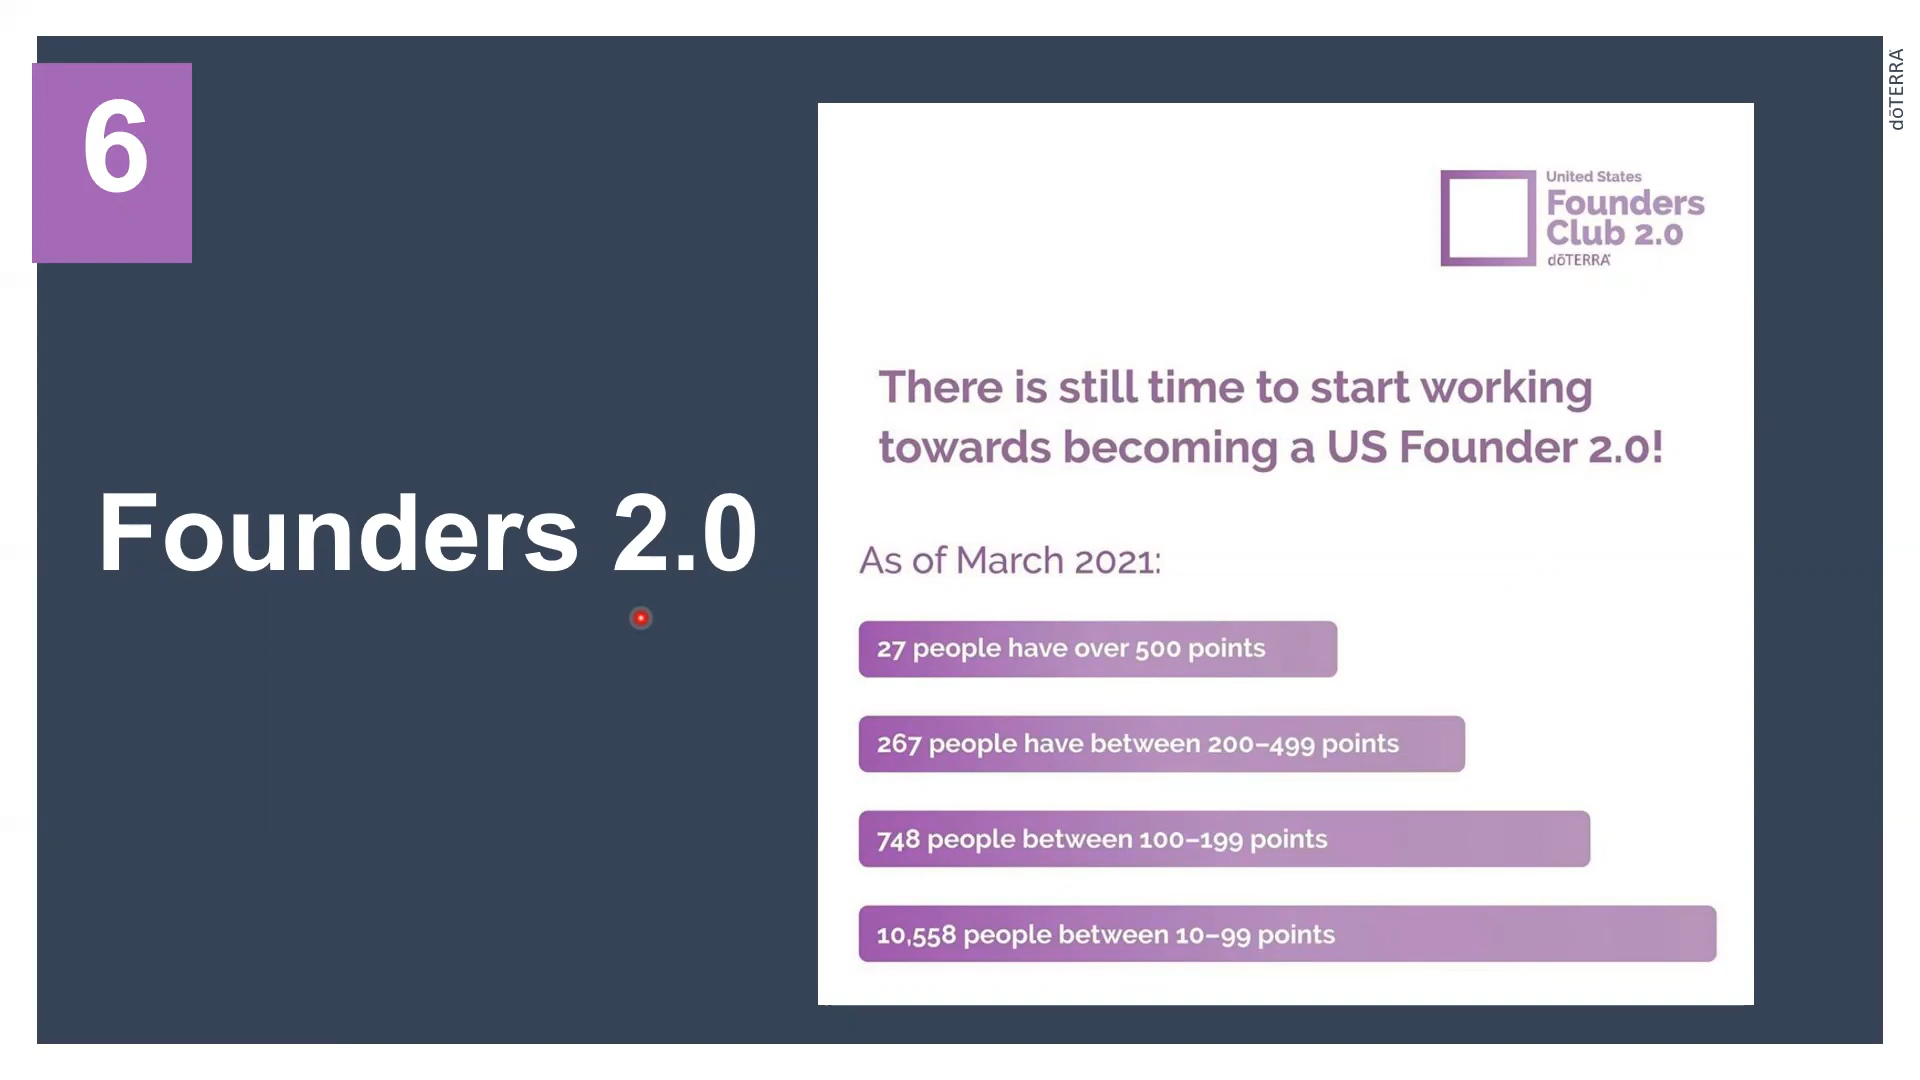 6
Founders 2.0
United States
Founders
Club 2.0
dōTERRA
There is still time to start working
towards becoming a US Founder 2.0!
As of March 2021:
27 people have over 500 points
267 people have between 200–499 points
748 people between 100–199 points
10,558 people between 10–99 points
dōTERRA